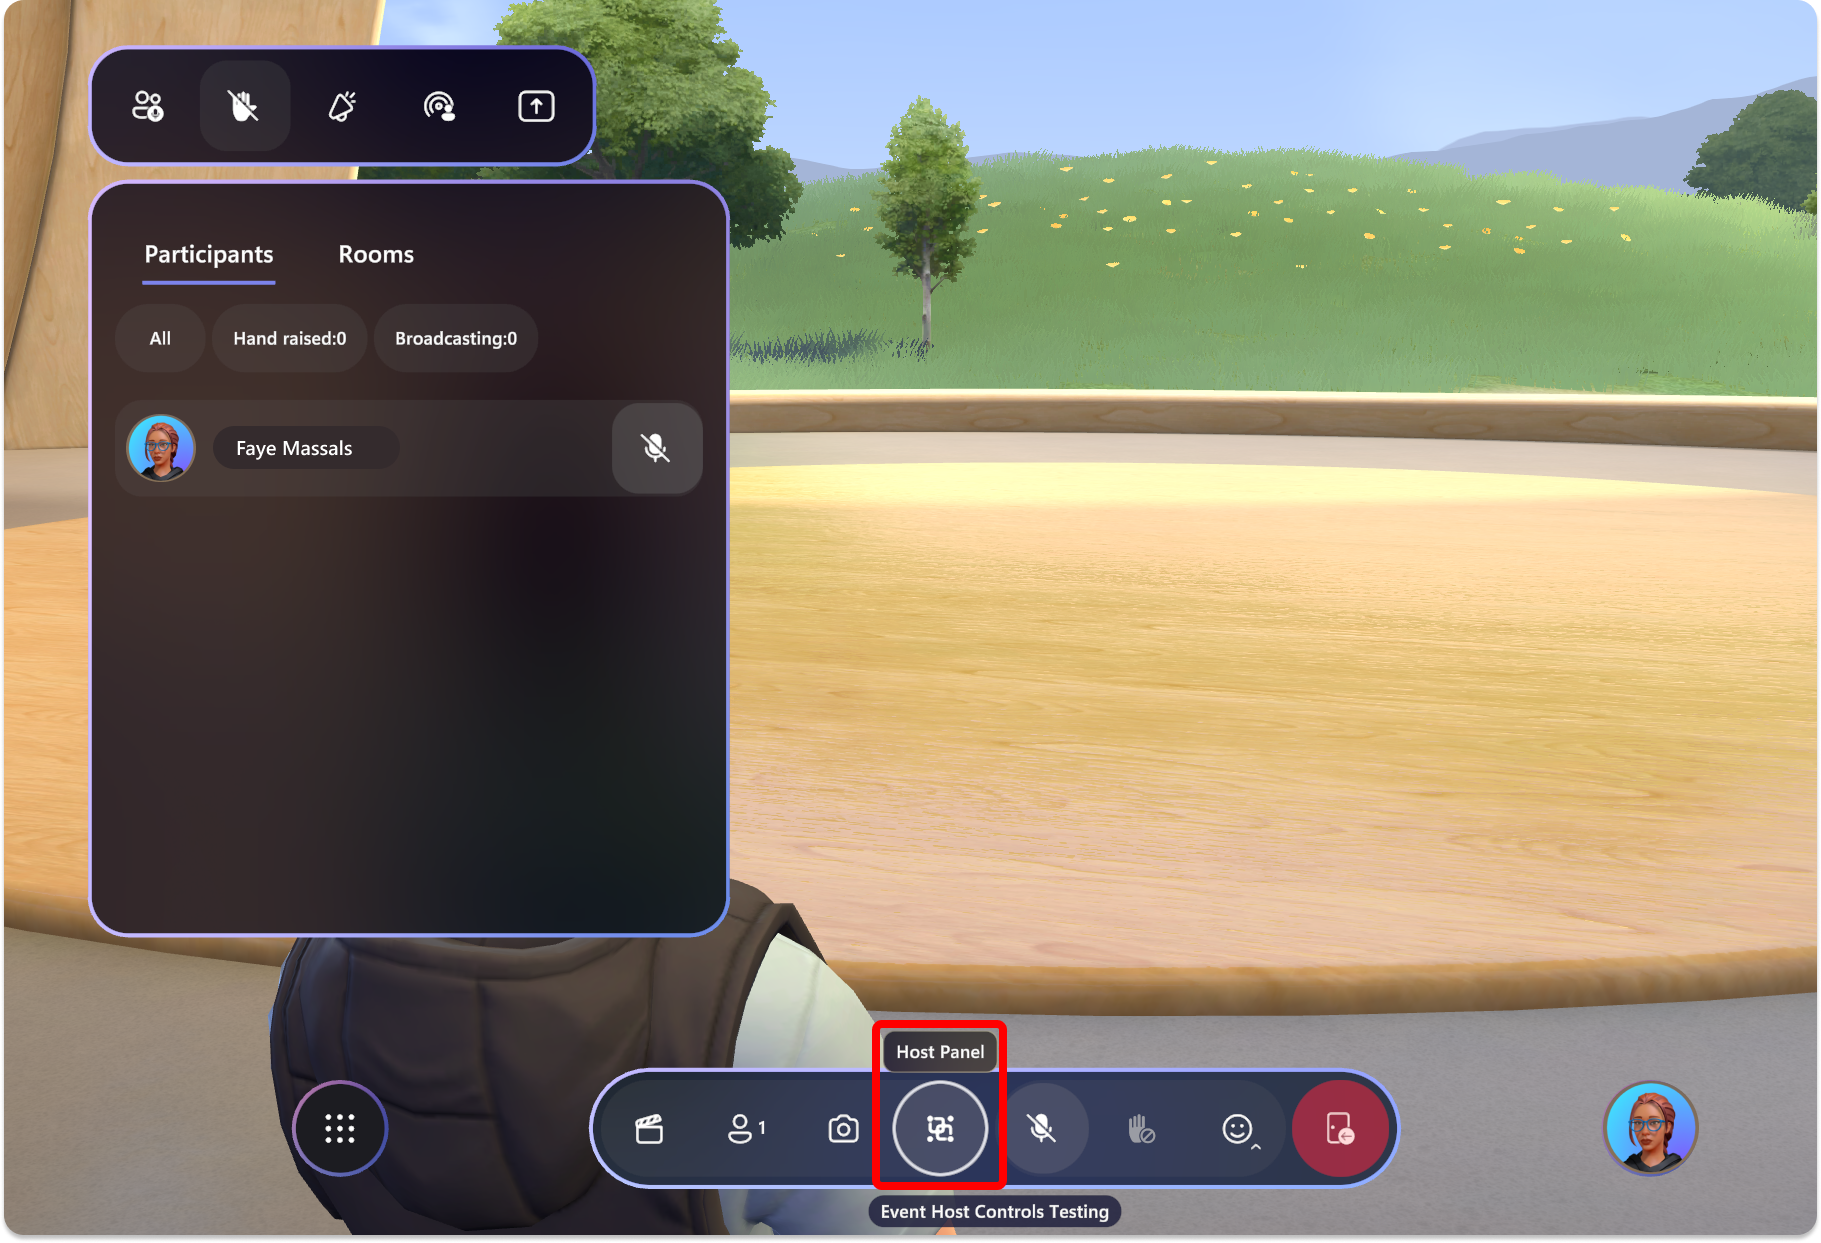 Participants
Rooms
All
Hand raised:0
Broadcasting:0
Faye Massals
Host Panel
1
Event Host Controls Testing